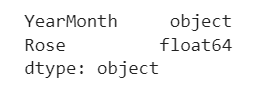 YearMonth     object
Rose         float64
dtype: object